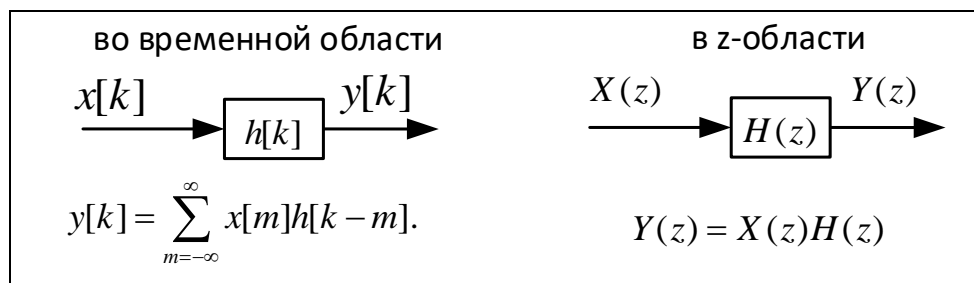 во временной области
x[k]
h[k]
y[k]
y[k] = ∑_{m=-∞}^{∞} x[m]h[k − m].
в z-области
X(z)
H(z)
Y(z)
Y(z) = X(z)H(z)